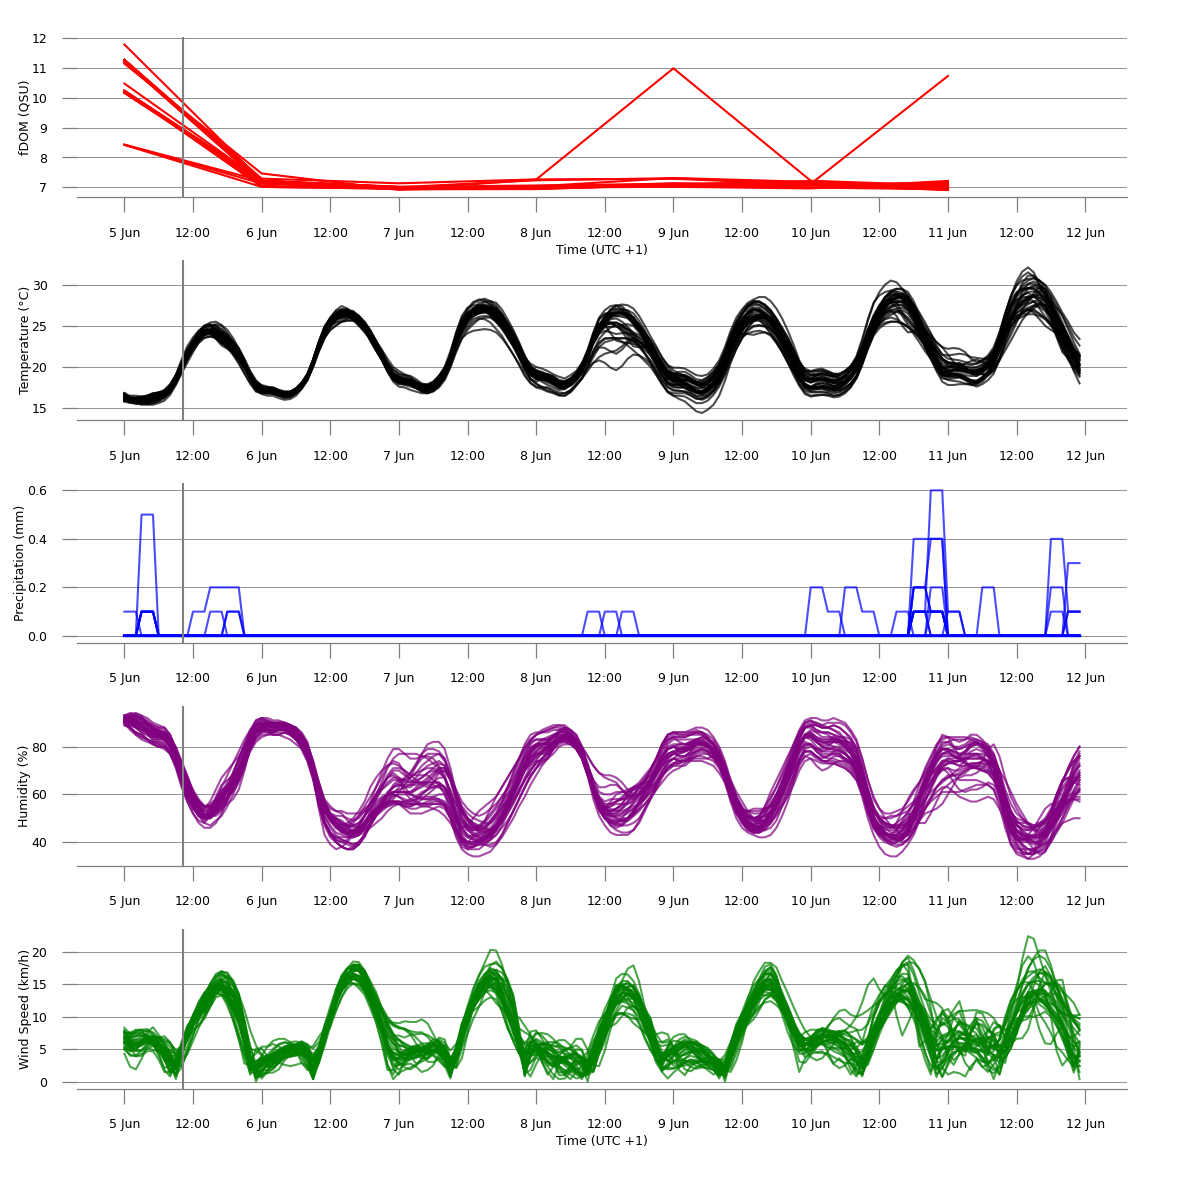 12
11
10
9
8
7
fDOM (QSU)
5 Jun 12:00 6 Jun 12:00 7 Jun 12:00 8 Jun 12:00 9 Jun 12:00 10 Jun 12:00 11 Jun 12:00 12 Jun
Time (UTC +1)
30
25
20
15
Temperature (°C)
5 Jun 12:00 6 Jun 12:00 7 Jun 12:00 8 Jun 12:00 9 Jun 12:00 10 Jun 12:00 11 Jun 12:00 12 Jun
0.6
0.4
0.2
0.0
Precipitation (mm)
5 Jun 12:00 6 Jun 12:00 7 Jun 12:00 8 Jun 12:00 9 Jun 12:00 10 Jun 12:00 11 Jun 12:00 12 Jun
80
60
40
Humidity (%)
5 Jun 12:00 6 Jun 12:00 7 Jun 12:00 8 Jun 12:00 9 Jun 12:00 10 Jun 12:00 11 Jun 12:00 12 Jun
20
15
10
5
0
Wind Speed (km/h)
5 Jun 12:00 6 Jun 12:00 7 Jun 12:00 8 Jun 12:00 9 Jun 12:00 10 Jun 12:00 11 Jun 12:00 12 Jun
Time (UTC +1)